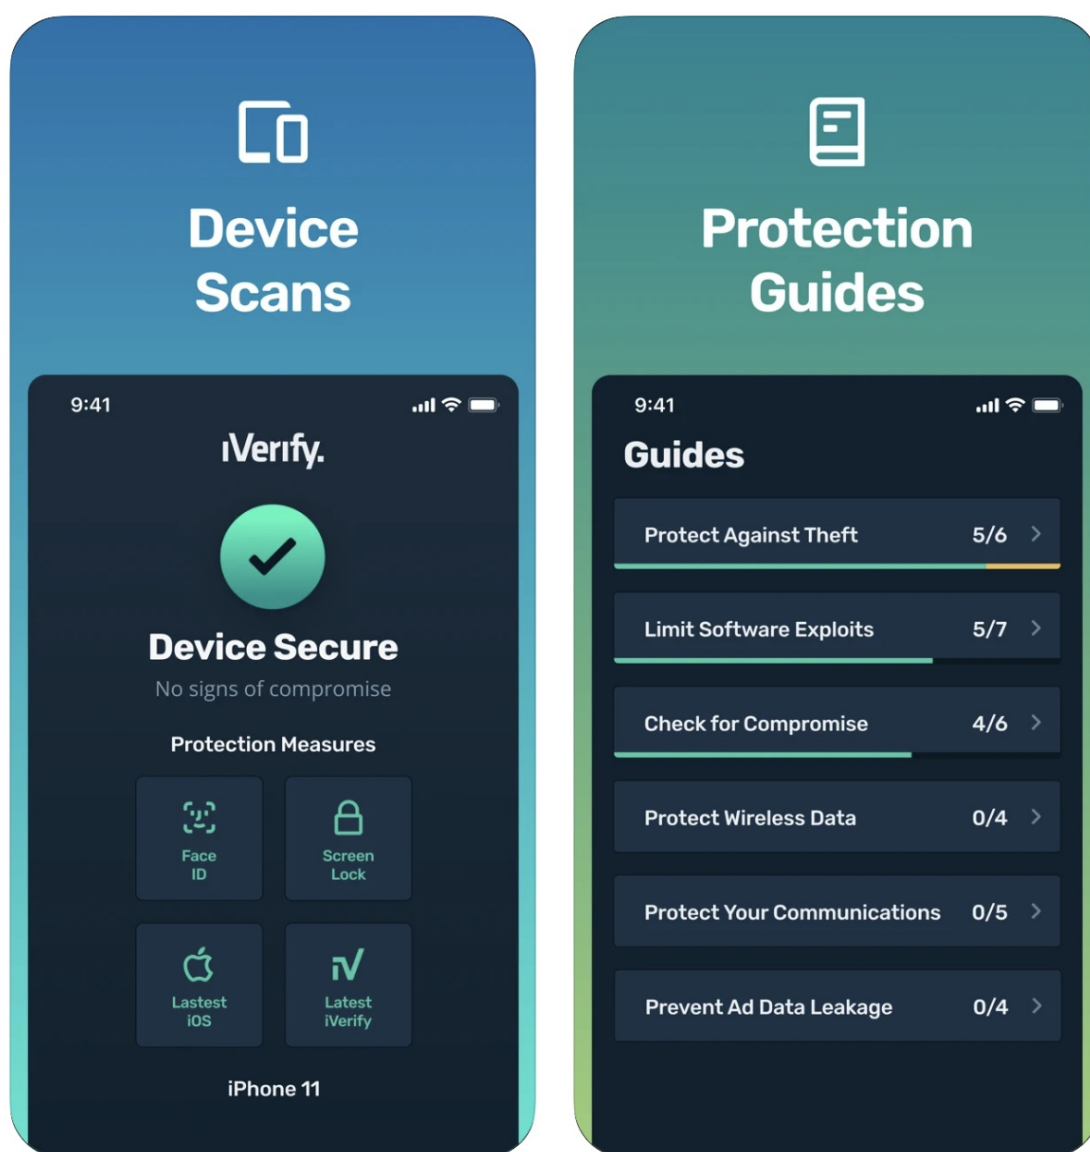 Device
Scans
9:41
iVerify.
Device Secure
No signs of compromise
Protection Measures
Face
ID
Screen
Lock
Lastest
iOS
Latest
iVerify
iPhone 11
Protection
Guides
9:41
Guides
Protect Against Theft 5/6
Limit Software Exploits 5/7
Check for Compromise 4/6
Protect Wireless Data 0/4
Protect Your Communications 0/5
Prevent Ad Data Leakage 0/4